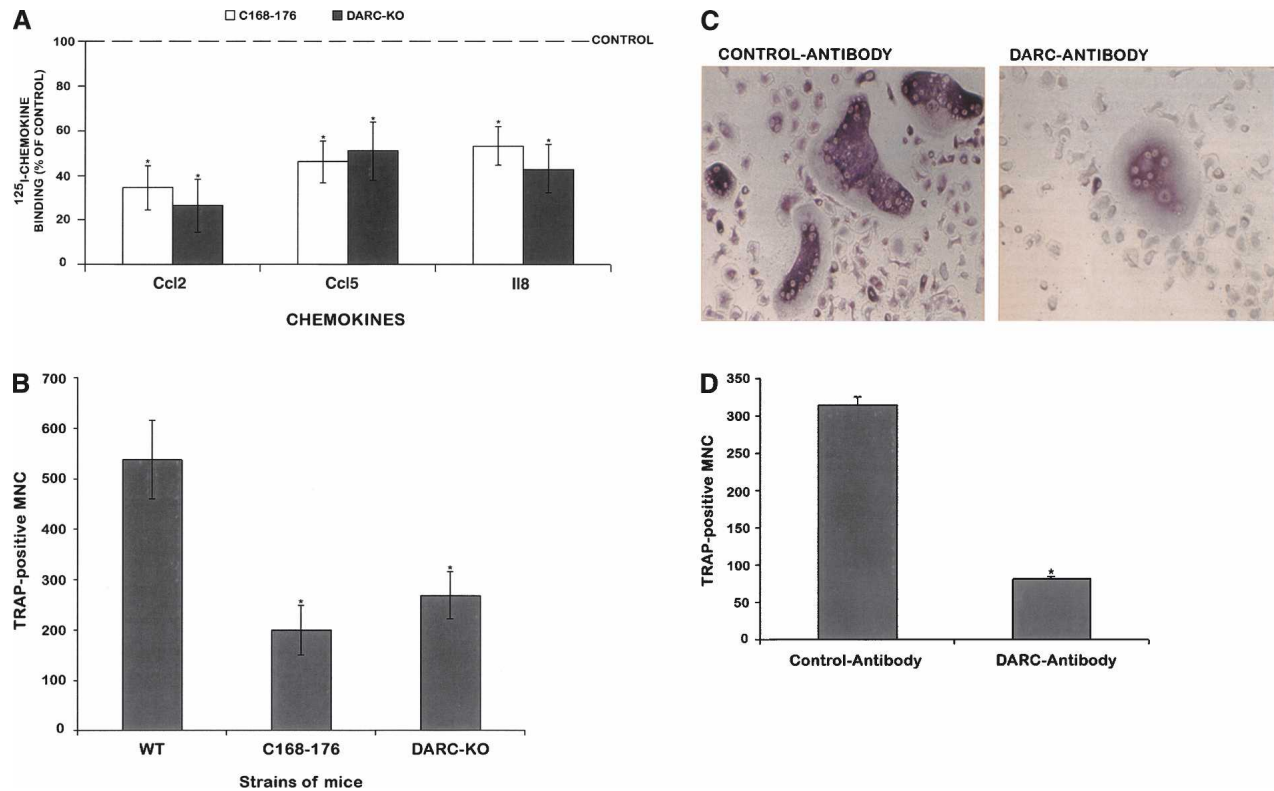 A
C168-176 DARC-KO
125I-CHEMOKINE
BINDING (% OF CONTROL)
100
80
60
40
20
0
CONTROL
* * * * * *
Ccl2 Ccl5 Il8
CHEMOKINES
B
TRAP-positive MNC
700
600
500
400
300
200
100
0
* *
WT C168-176 DARC-KO
Strains of mice
C
CONTROL-ANTIBODY DARC-ANTIBODY
D
TRAP-positive MNC
350
300
250
200
150
100
50
0
*
Control-Antibody DARC-Antibody